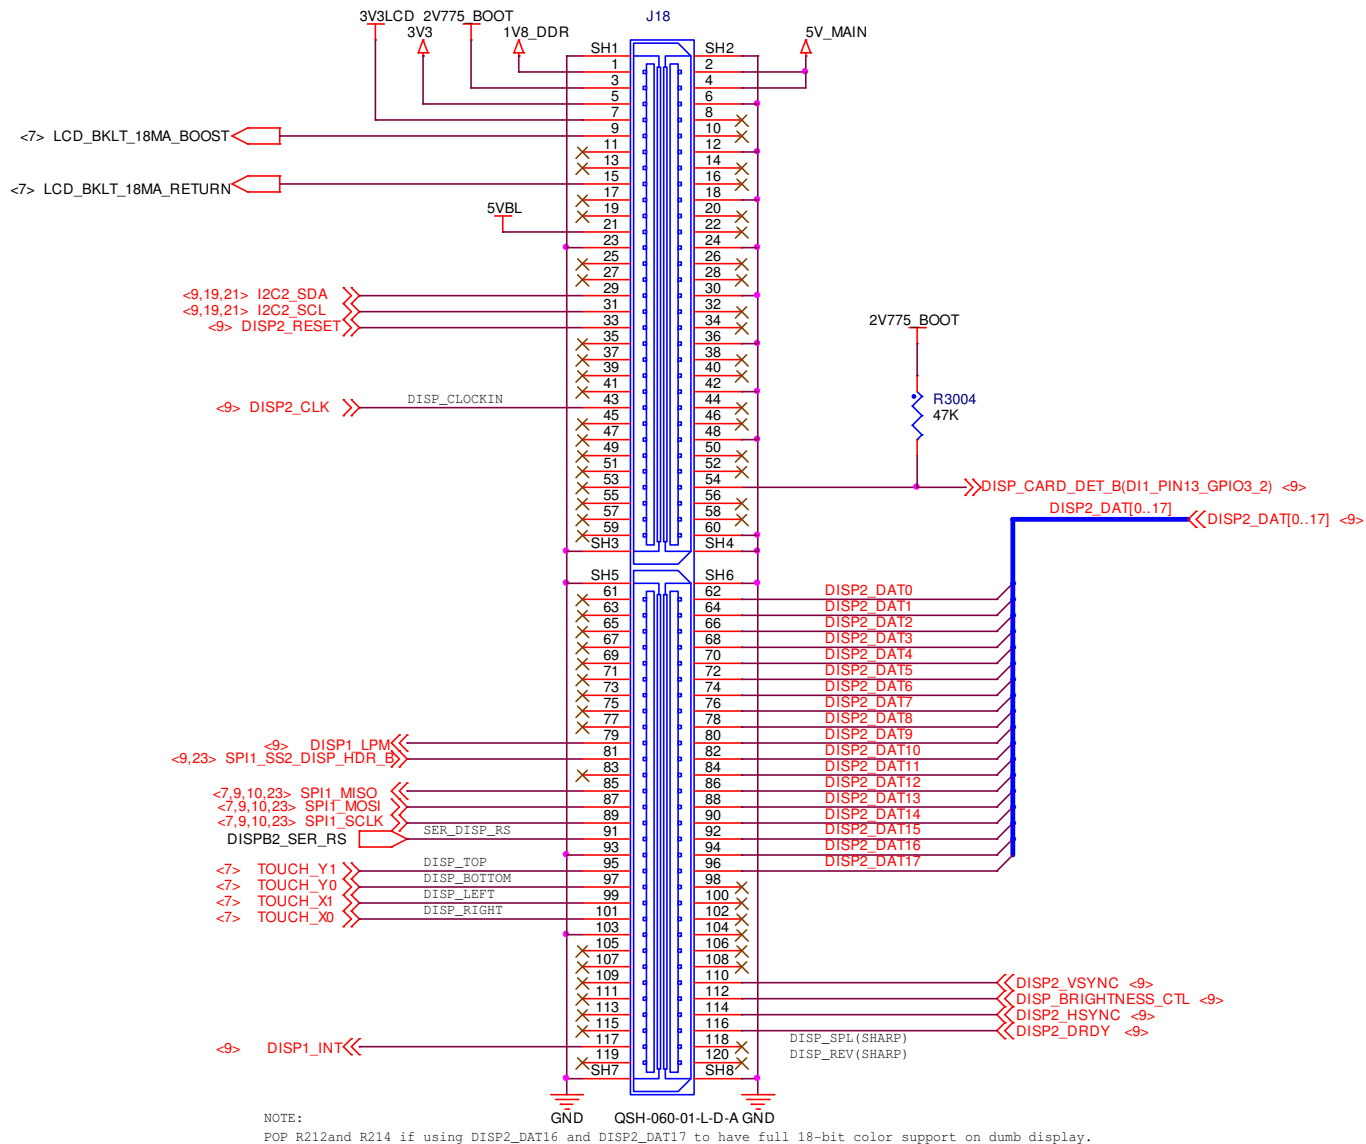 J18
3V3LCD 2V775_BOOT
3V3 1V8_DDR 5V_MAIN
SH1 SH2
1 2
3 4
5 6
7 8
<7> LCD_BKLT_18MA_BOOST 9 10
11 12
13 14
<7> LCD_BKLT_18MA_RETURN 15 16
17 18
19 20
5VBL 21 22
23 24
25 26
27 28
<9,19,21> I2C2_SDA 29 30
<9,19,21> I2C2_SCL 31 32
<9> DISP2_RESET 33 34
2V775_BOOT
35 36
37 38
39 40
41 42
R3004
47K
<9> DISP2_CLK DISP_CLOCKIN 43 44
45 46
47 48
49 50
51 52
53 54 DISP_CARD_DET_B(DI1_PIN13_GPIO3_2) <9>
55 56
DISP2_DAT[0..17]
57 58 DISP2_DAT[0..17] <9>
59 60
SH3 SH4
SH5 SH6
61 62 DISP2_DAT0
63 64 DISP2_DAT1
65 66 DISP2_DAT2
67 68 DISP2_DAT3
69 70 DISP2_DAT4
71 72 DISP2_DAT5
73 74 DISP2_DAT6
75 76 DISP2_DAT7
77 78 DISP2_DAT8
<9> DISP1_LPM 79 80 DISP2_DAT9
<9,23> SPI1_SS2_DISP_HDR_B 81 82 DISP2_DAT10
83 84 DISP2_DAT11
<7,9,10,23> SPI1_MISO 85 86 DISP2_DAT12
<7,9,10,23> SPI1_MOSI 87 88 DISP2_DAT13
<7,9,10,23> SPI1_SCLK 89 90 DISP2_DAT14
DISPB2_SER_RS SER_DISP_RS 91 92 DISP2_DAT15
93 94 DISP2_DAT16
<7> TOUCH_Y1 DISP_TOP 95 96 DISP2_DAT17
<7> TOUCH_Y0 DISP_BOTTOM 97 98
<7> TOUCH_X1 DISP_LEFT 99 100
<7> TOUCH_X0 DISP_RIGHT 101 102
103 104
105 106
107 108
109 110 DISP2_VSYNC <9>
111 112 DISP_BRIGHTNESS_CTL <9>
113 114 DISP2_HSYNC <9>
115 116 DISP2_DRDY <9>
<9> DISP1_INT 117 118 DISP_SPL(SHARP)
119 120 DISP_REV(SHARP)
SH7 SH8
GND QSH-060-01-L-D-A GND
NOTE:
POP R212and R214 if using DISP2_DAT16 and DISP2_DAT17 to have full 18-bit color support on dumb display.